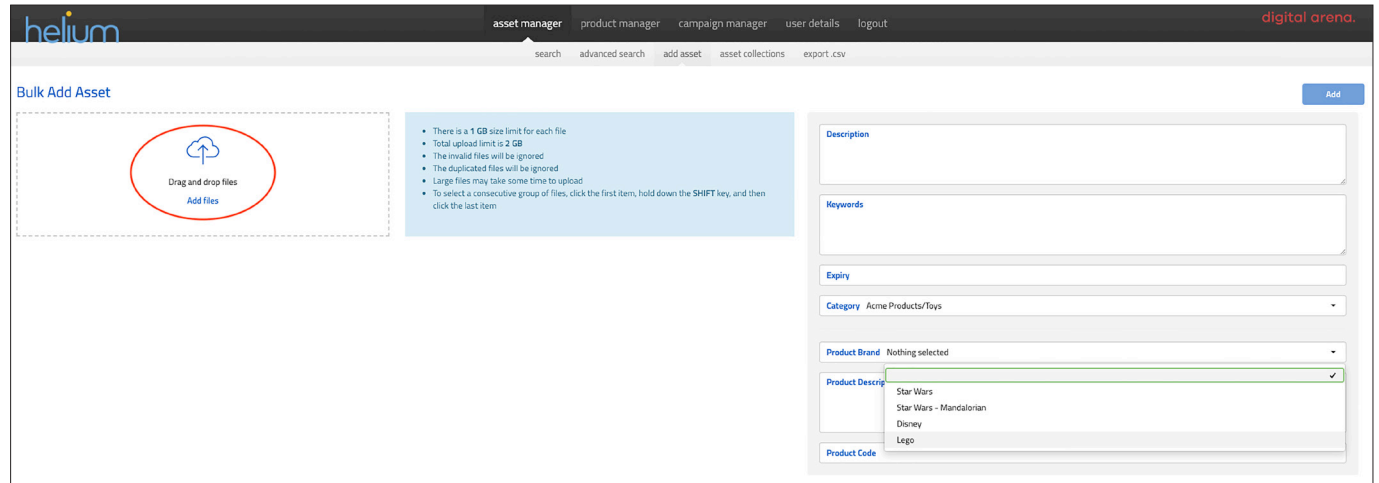 helium
asset manager product manager campaign manager user details logout
digital arena.
search advanced search add asset asset collections export .csv
Bulk Add Asset
Add
Drag and drop files
Add files
There is a 1 GB size limit for each file
Total upload limit is 2 GB
The invalid files will be ignored
The duplicated files will be ignored
Large files may take some time to upload
To select a consecutive group of files, click the first item, hold down the SHIFT key, and then
click the last item
Description
Keywords
Expiry
Category Acme Products/Toys
Product Brand Nothing selected
Product Descrip
Star Wars
Star Wars - Mandalorian
Disney
Lego
Product Code